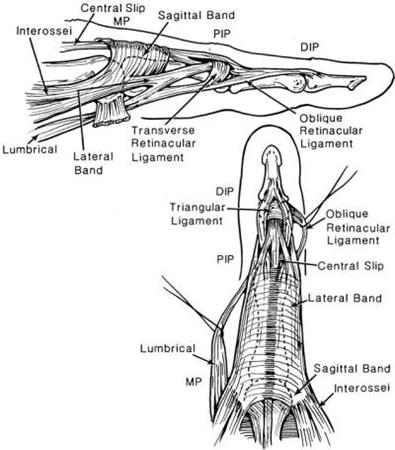 Central Slip
MP
Sagittal Band
Interossei
PIP
DIP
Lumbrical
Lateral
Band
Transverse
Retinacular
Ligament
Oblique
Retinacular
Ligament
DIP
Triangular
Ligament
Oblique
Retinacular
Ligament
PIP
Central Slip
Lateral Band
Lumbrical
MP
Sagittal Band
Interossei